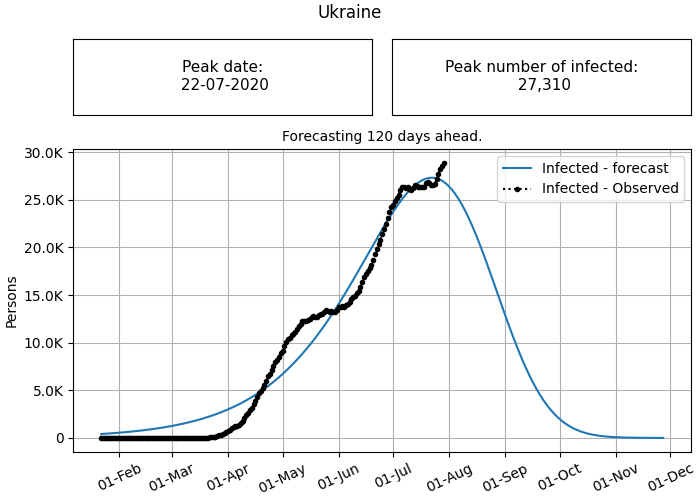 Ukraine
Peak date:
22-07-2020
Peak number of infected:
27,310
Forecasting 120 days ahead.
30.0K
25.0K
20.0K
15.0K
10.0K
5.0K
0
Persons
Infected - forecast
Infected - Observed
01-Feb
01-Mar
01-Apr
01-May
01-Jun
01-Jul
01-Aug
01-Sep
01-Oct
01-Nov
01-Dec